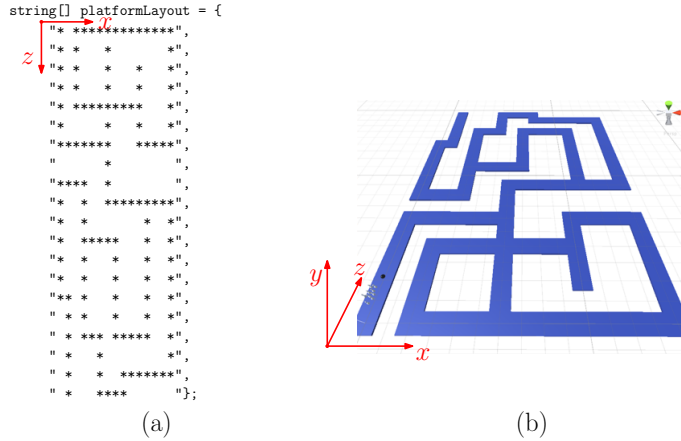 string[] platformLayout = {
x
"* *************",
"* *   *       *",
z
"* *   *   *   *",
"* *   *   *   *",
"* *********   *",
"*     *   *   *",
"*******   *****",
"      *        ",
"****  *        ",
"*  *  *********",
"*  *       *  *",
"*  *****   *  *",
"*  *   *   *  *",
"*  *   *   *  *",
"** *   *   *  *",
" * *   *   *  *",
" * *** *****  *",
" *   *        *",
" *   *  *******",
" *   ****      "};
y
z
x
(a)
(b)